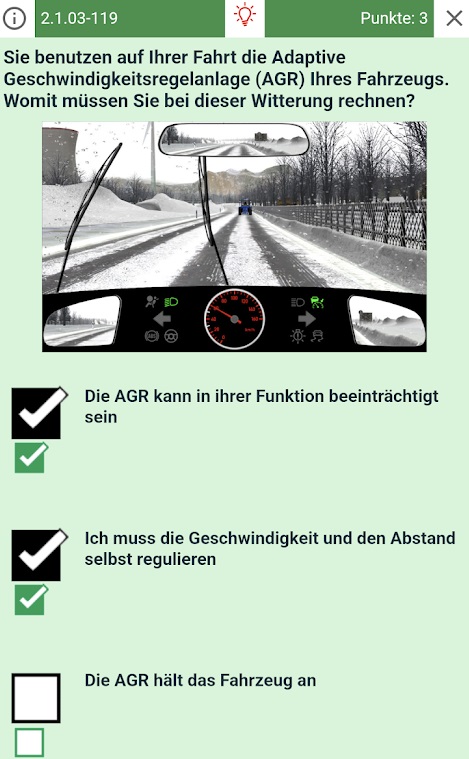 2.1.03-119
Punkte: 3
Sie benutzen auf Ihrer Fahrt die Adaptive
Geschwindigkeitsregelanlage (AGR) Ihres Fahrzeugs.
Womit müssen Sie bei dieser Witterung rechnen?
Die AGR kann in ihrer Funktion beeinträchtigt
sein
Ich muss die Geschwindigkeit und den Abstand
selbst regulieren
Die AGR hält das Fahrzeug an